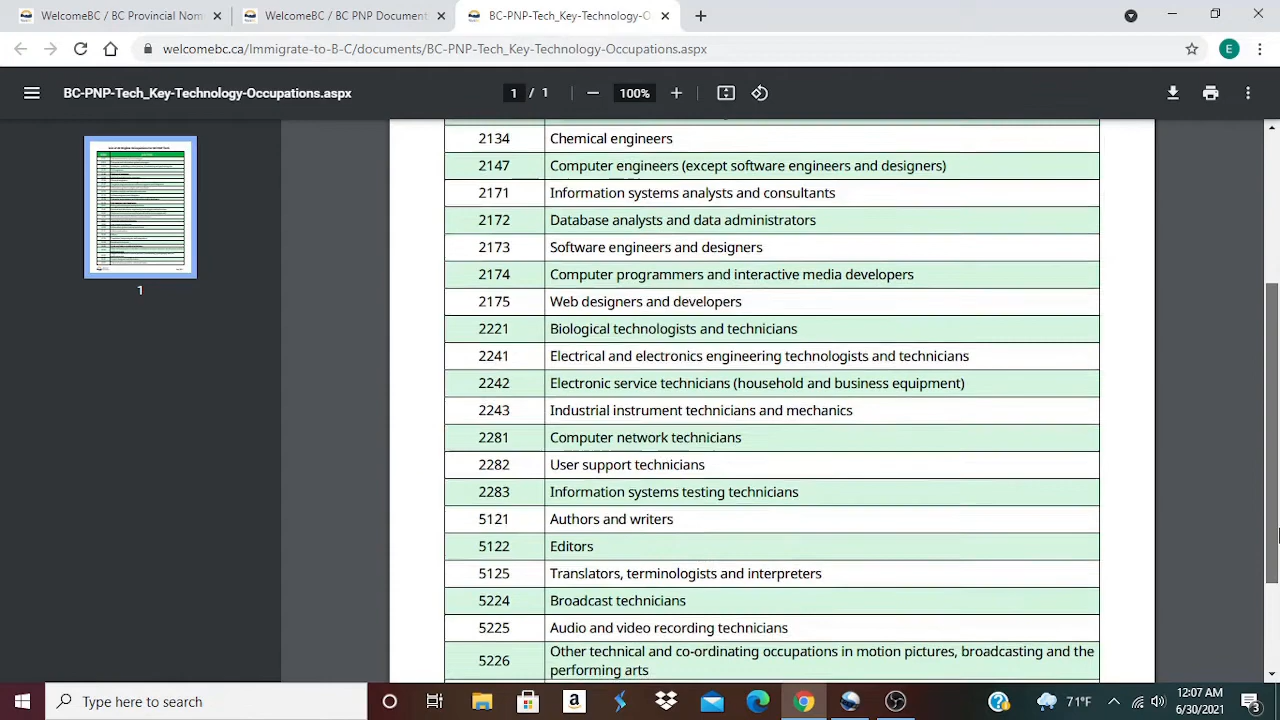 WelcomeBC / BC Provincial Nom
WelcomeBC / BC PNP Document
BC-PNP-Tech_Key-Technology-O
welcomebc.ca/Immigrate-to-B-C/documents/BC-PNP-Tech_Key-Technology-Occupations.aspx
E
BC-PNP-Tech_Key-Technology-Occupations.aspx
1 / 1
100%
1
2134 Chemical engineers
2147 Computer engineers (except software engineers and designers)
2171 Information systems analysts and consultants
2172 Database analysts and data administrators
2173 Software engineers and designers
2174 Computer programmers and interactive media developers
2175 Web designers and developers
2221 Biological technologists and technicians
2241 Electrical and electronics engineering technologists and technicians
2242 Electronic service technicians (household and business equipment)
2243 Industrial instrument technicians and mechanics
2281 Computer network technicians
2282 User support technicians
2283 Information systems testing technicians
5121 Authors and writers
5122 Editors
5125 Translators, terminologists and interpreters
5224 Broadcast technicians
5225 Audio and video recording technicians
5226 Other technical and co-ordinating occupations in motion pictures, broadcasting and the
performing arts
Type here to search
71°F
12:07 AM
6/30/2021
3